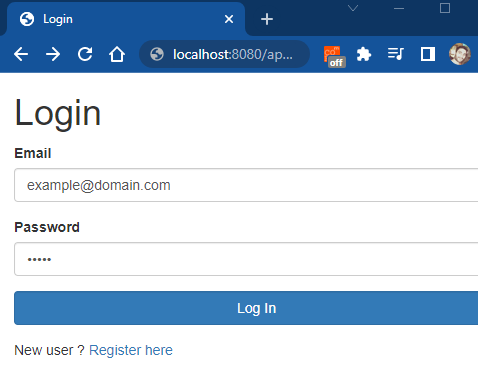 Login
localhost:8080/ap...
off
Login
Email
example@domain.com
Password
•••••
Log In
New user ? Register here